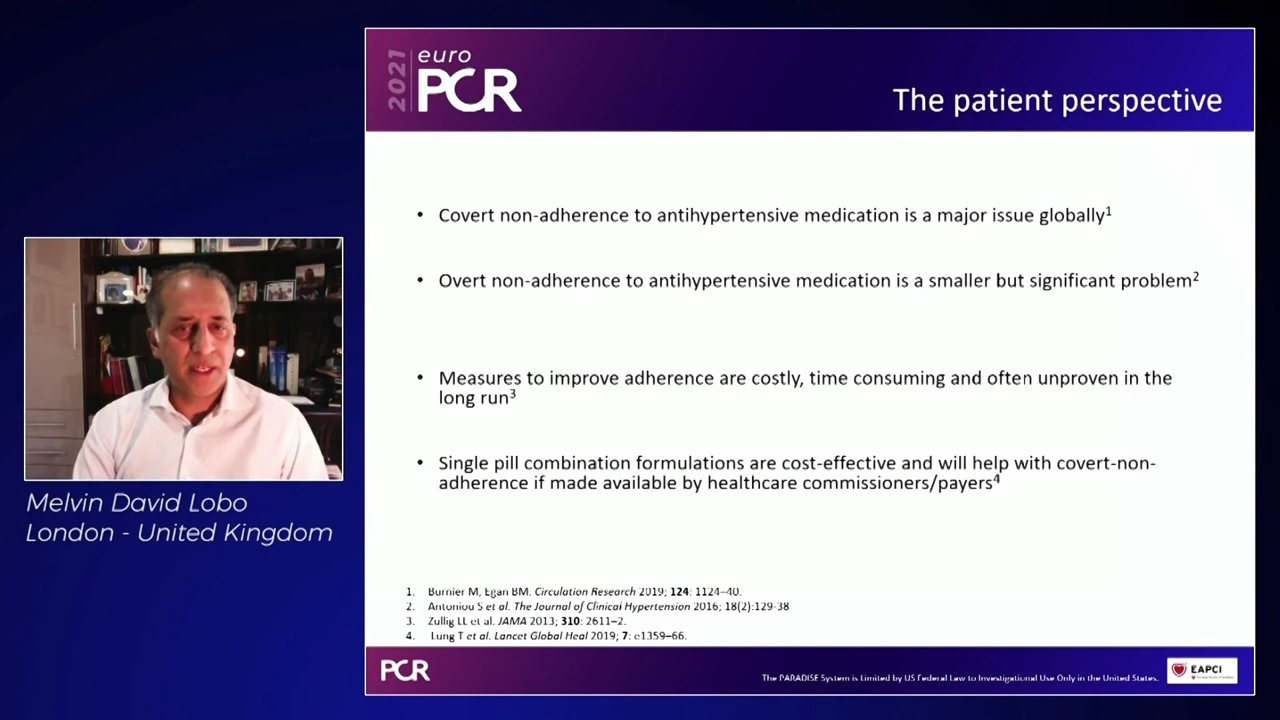 2021 euro
PCR
The patient perspective
• Covert non-adherence to antihypertensive medication is a major issue globally1
• Overt non-adherence to antihypertensive medication is a smaller but significant problem2
• Measures to improve adherence are costly, time consuming and often unproven in the
long run3
• Single pill combination formulations are cost-effective and will help with covert-non-
adherence if made available by healthcare commissioners/payers4
Melvin David Lobo
London - United Kingdom
1. Burnier M, Egan BM. Circulation Research 2019; 124: 1124–40.
2. Antoniou S et al. The Journal of Clinical Hypertension 2016; 18(2):129-38
3. Zullig LL et al. JAMA 2013; 310: 2611–2.
4. Lung T et al. Lancet Global Heal 2019; 7: e1359–66.
PCR
The PARADISE System is Limited by US Federal Law to Investigational Use Only in the United States.
EAPCI